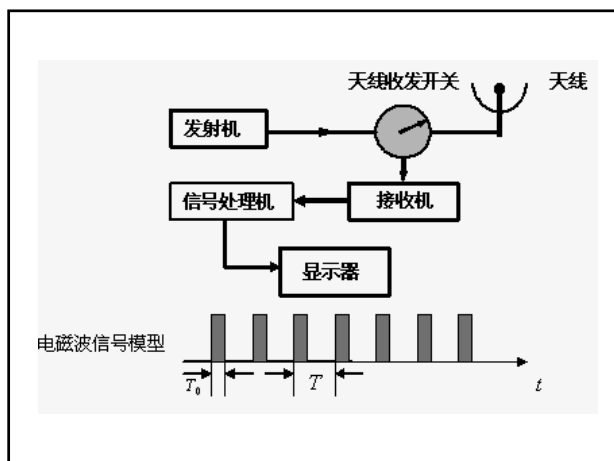 天线收发开关
天线
发射机
信号处理机
接收机
显示器
电磁波信号模型
T₀
T
t